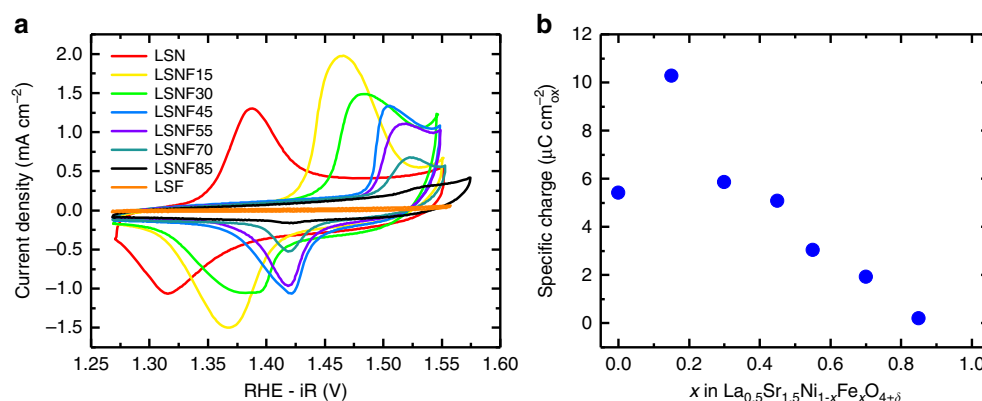 a
Current density (mA cm⁻²)
2.0
1.5
1.0
0.5
0.0
−0.5
−1.0
−1.5
LSN
LSNF15
LSNF30
LSNF45
LSNF55
LSNF70
LSNF85
LSF
1.25 1.30 1.35 1.40 1.45 1.50 1.55 1.60
RHE - iR (V)
b
Specific charge (μC cm⁻²ox)
12
10
8
6
4
2
0
0.0 0.2 0.4 0.6 0.8 1.0
x in La0.5Sr1.5Ni1-xFexO4+δ